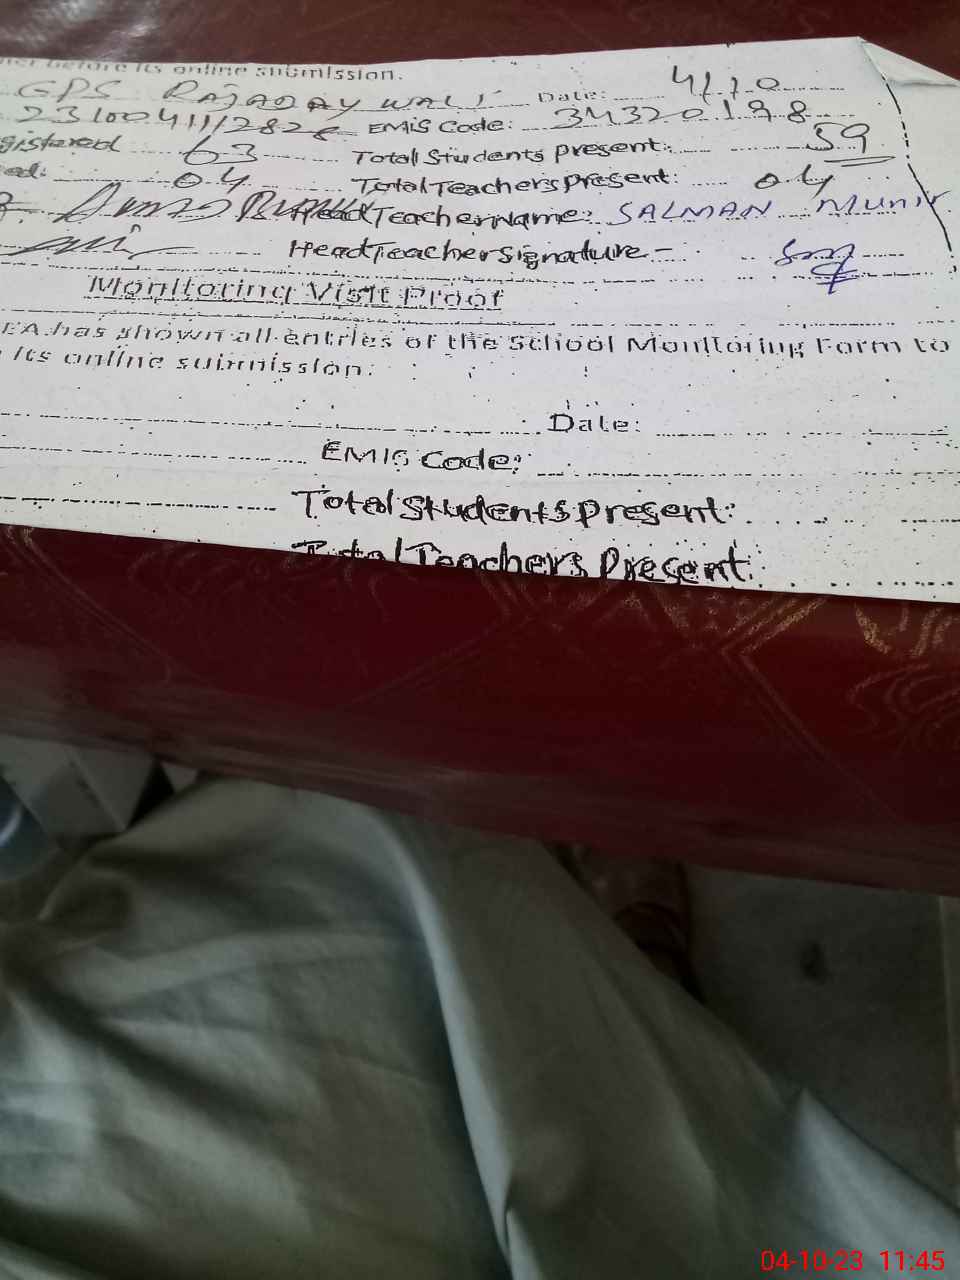 before its online submission.
GPS RAJADAY WALI Date: 4/10
EMIS Code: 34320198
gistered 63 Total Students present: 59
ed: 04 Total Teachers Present: 04
Head Teacher Name: SALMAN Munir
Head Teacher Signature
Monitoring Visit Proof
EA has shown all entries of the School Monitoring Form to
its online submission.
Date:
EMIS Code:
Total Students Present:
Total Teachers Present:
04-10-23 11:45